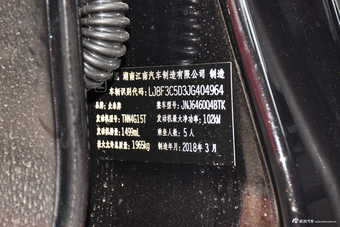 湖南江南汽车制造有限公司 制造
车辆识别代号: LJ8F3C5D3JG404964
品牌: 众泰牌 整车型号: JNJ6460Q4BTK
发动机型号: TNN4G15T 发动机最大净功率: 102kW
发动机排量: 1499mL 乘坐人数: 5人
最大允许总质量: 1965kg 制造年月: 2018年3月